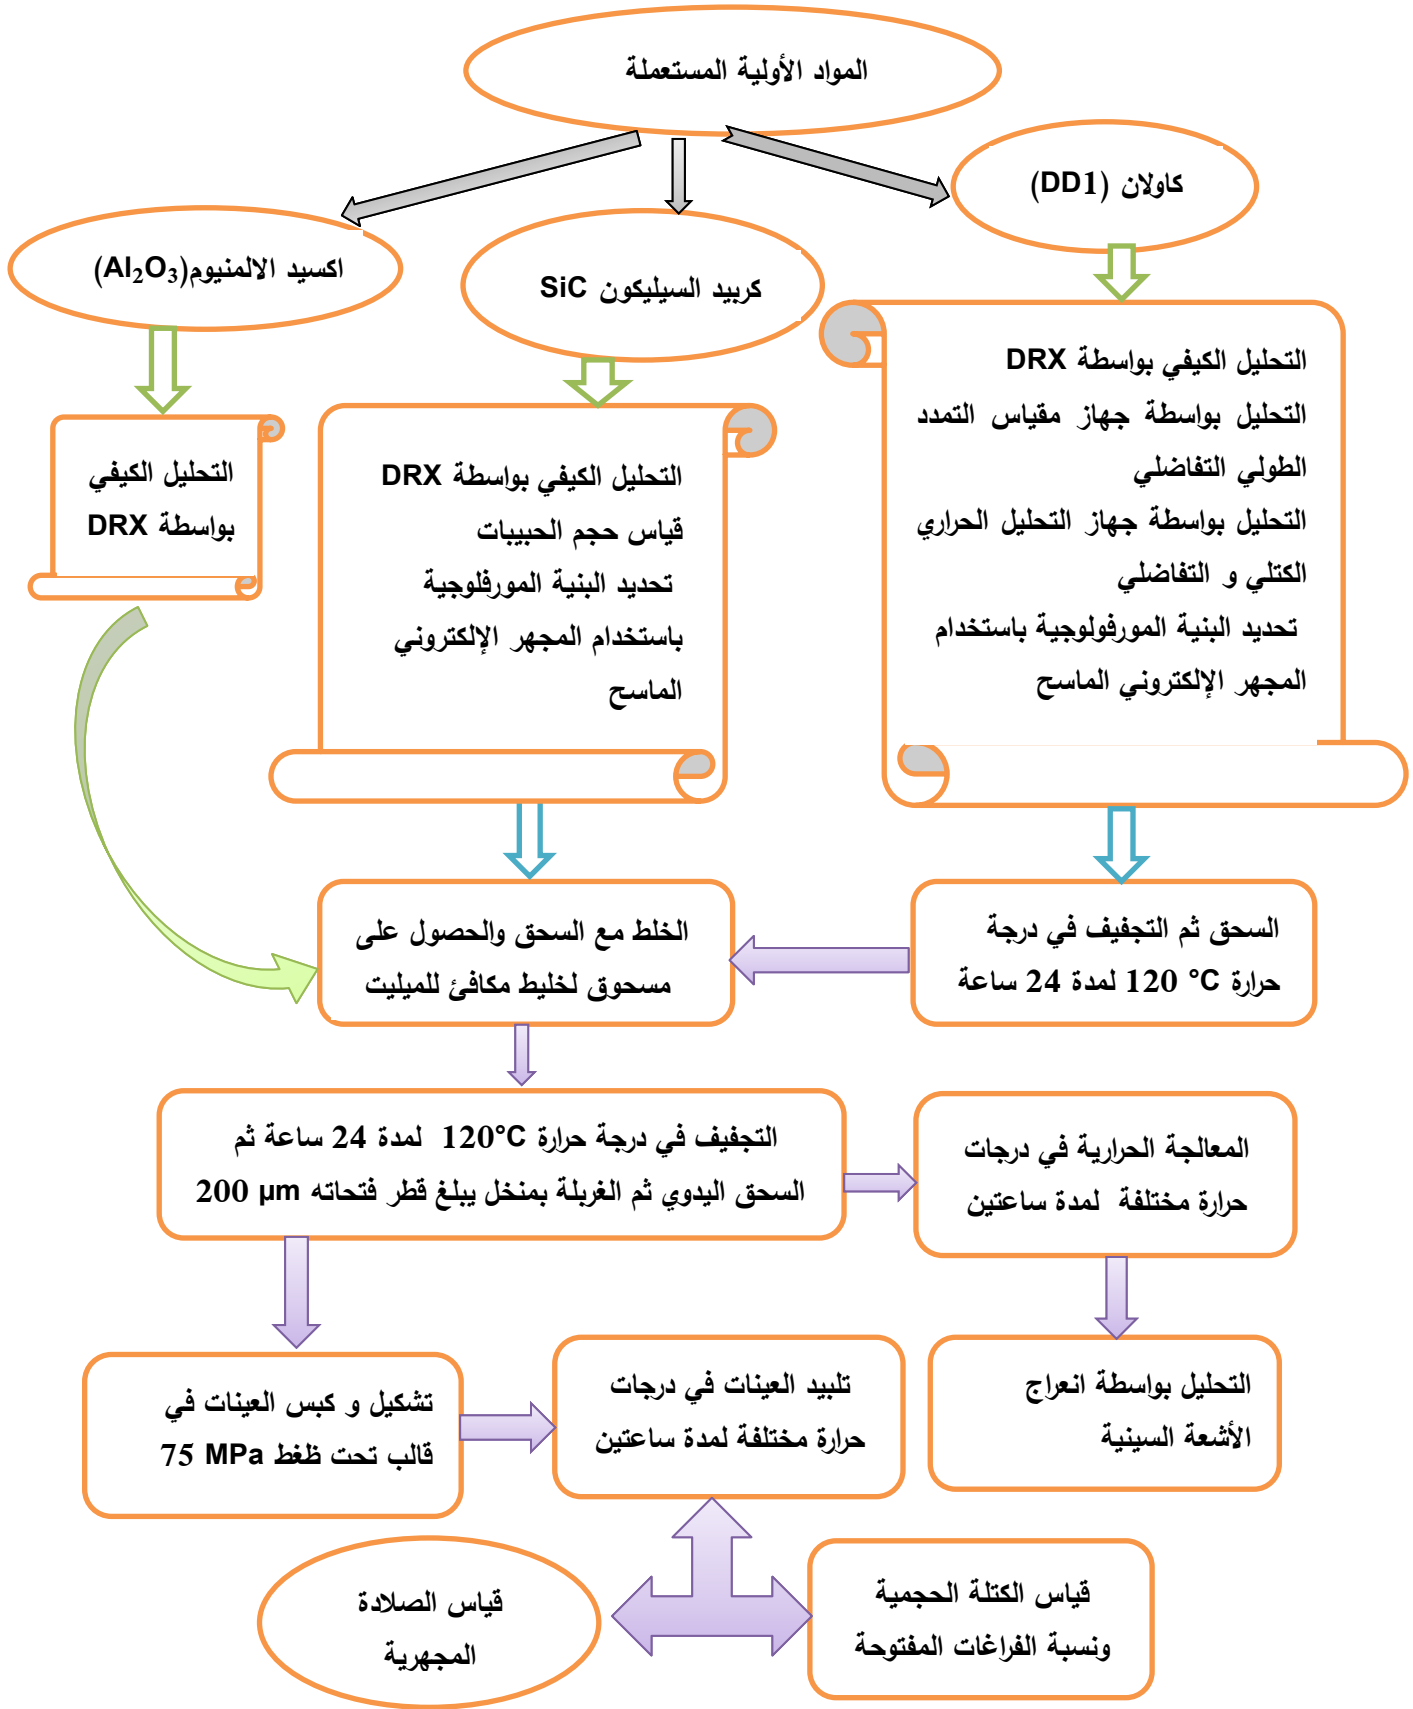 المواد الأولية المستعملة
كاولان (DD1)
كربيد السيليكون SiC
اكسيد الالمنيوم(Al₂O₃)
التحليل الكيفي بواسطة DRX
التحليل بواسطة جهاز مقياس التمدد
الطولي التفاضلي
التحليل بواسطة جهاز التحليل الحراري
الكتلي و التفاضلي
تحديد البنية المورفولوجية باستخدام
المجهر الإلكتروني الماسح
التحليل الكيفي بواسطة DRX
قياس حجم الحبيبات
تحديد البنية المورفلوجية
باستخدام المجهر الإلكتروني
الماسح
التحليل الكيفي
بواسطة DRX
السحق ثم التجفيف في درجة
حرارة 120 °C لمدة 24 ساعة
الخلط مع السحق والحصول على
مسحوق لخليط مكافئ للميليت
التجفيف في درجة حرارة 120°C لمدة 24 ساعة ثم
السحق اليدوي ثم الغربلة بمنخل يبلغ قطر فتحاته 200 µm
المعالجة الحرارية في درجات
حرارة مختلفة لمدة ساعتين
التحليل بواسطة انعراج
الأشعة السينية
تلبيد العينات في درجات
حرارة مختلفة لمدة ساعتين
تشكيل و كبس العينات في
قالب تحت ظغط 75 MPa
قياس الكتلة الحجمية
ونسبة الفراغات المفتوحة
قياس الصلادة
المجهرية